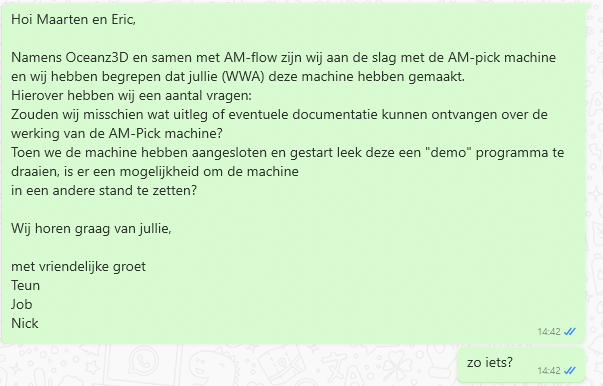 Hoi Maarten en Eric,

Namens Oceanz3D en samen met AM-flow zijn wij aan de slag met de AM-pick machine
en wij hebben begrepen dat jullie (WWA) deze machine hebben gemaakt.
Hierover hebben wij een aantal vragen:
Zouden wij misschien wat uitleg of eventuele documentatie kunnen ontvangen over de
werking van de AM-Pick machine?
Toen we de machine hebben aangesloten en gestart leek deze een "demo" programma te
draaien, is er een mogelijkheid om de machine
in een andere stand te zetten?

Wij horen graag van jullie,

met vriendelijke groet
Teun
Job
Nick
14:42
zo iets?
14:42